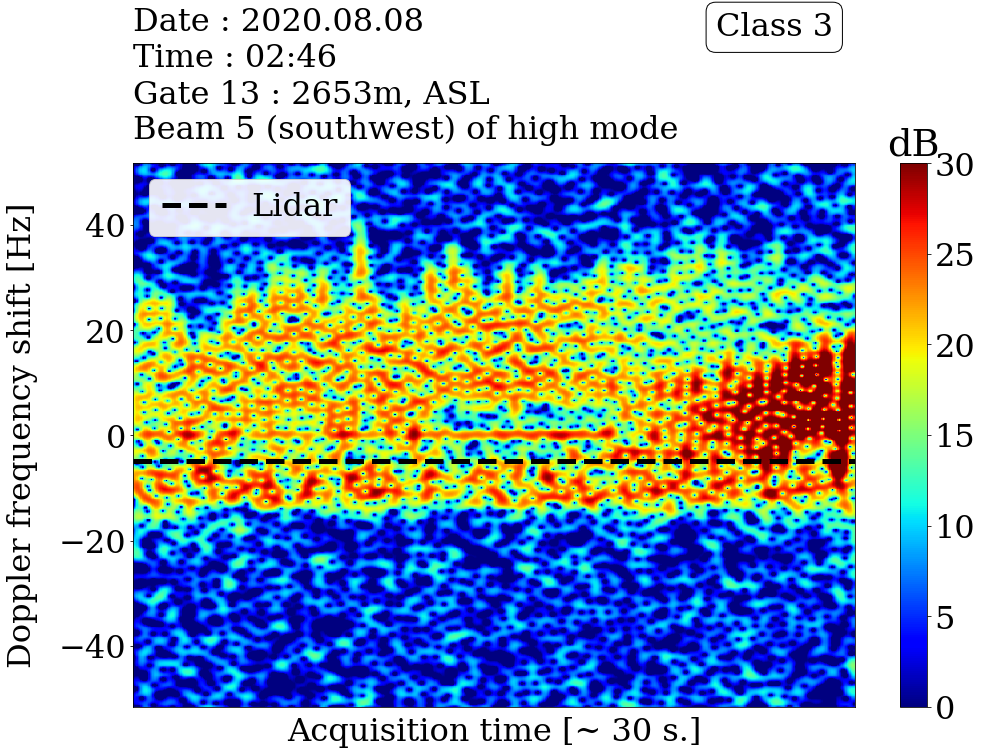 Date : 2020.08.08
Time : 02:46
Gate 13 : 2653m, ASL
Beam 5 (southwest) of high mode
Class 3
dB
Lidar
Doppler frequency shift [Hz]
40
20
0
−20
−40
Acquisition time [~ 30 s.]
30
25
20
15
10
5
0